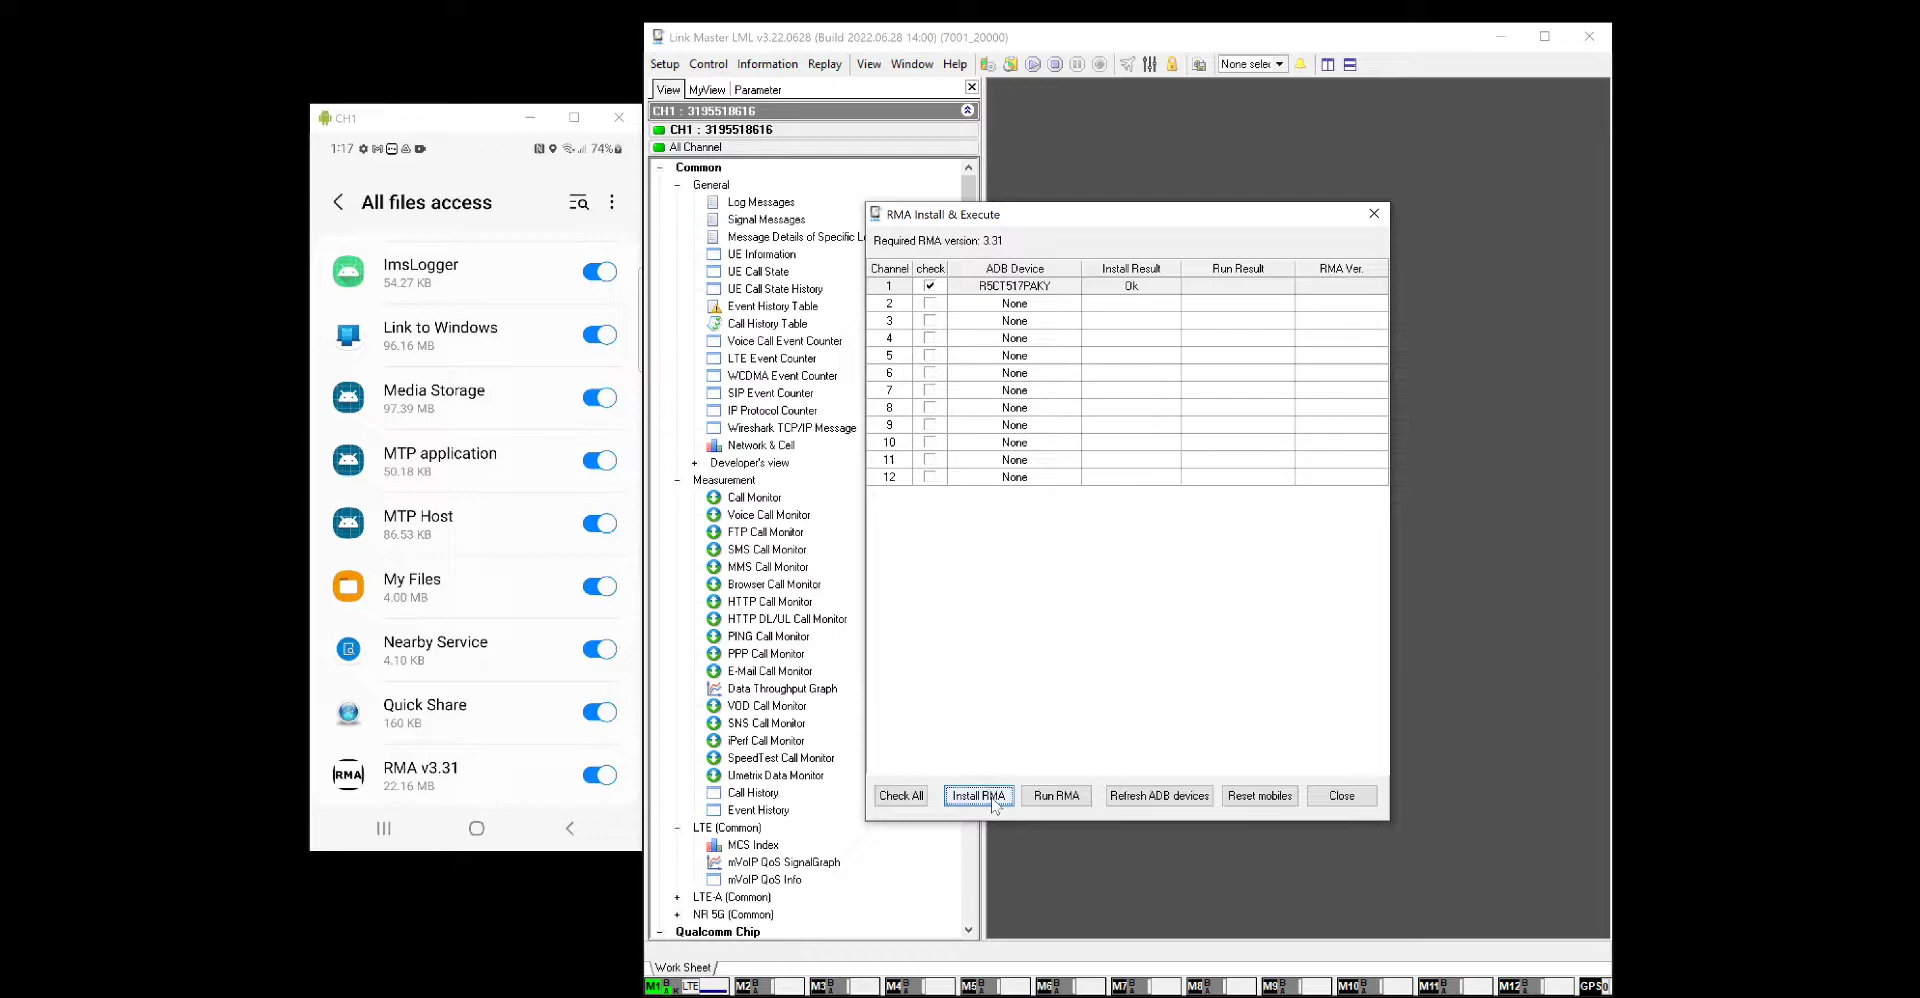 CH1
1:17
74%
All files access
ImsLogger
54.27 KB
Link to Windows
96.16 MB
Media Storage
97.39 MB
MTP application
50.18 KB
MTP Host
86.53 KB
My Files
4.00 MB
Nearby Service
4.10 KB
Quick Share
160 KB
RMA
RMA v3.31
22.16 MB
Link Master LML v3.22.0628 (Build 2022.06.28 14:00) (7001_20000)
Setup Control Information Replay View Window Help
None selec
View MyView Parameter
CH1 : 3195518616
CH1 : 3195518616
All Channel
Common
General
Log Messages
Signal Messages
Message Details of Specific L
UE Information
UE Call State
UE Call State History
Event History Table
Call History Table
Voice Call Event Counter
LTE Event Counter
WCDMA Event Counter
SIP Event Counter
IP Protocol Counter
Wireshark TCP/IP Message
Network & Cell
Developer's view
Measurement
Call Monitor
Voice Call Monitor
FTP Call Monitor
SMS Call Monitor
MMS Call Monitor
Browser Call Monitor
HTTP Call Monitor
HTTP DL/UL Call Monitor
PING Call Monitor
PPP Call Monitor
E-Mail Call Monitor
Data Throughput Graph
VOD Call Monitor
SNS Call Monitor
iPerf Call Monitor
SpeedTest Call Monitor
Umetrix Data Monitor
Call History
Event History
LTE (Common)
MCS Index
mVoIP QoS SignalGraph
mVoIP QoS Info
LTE-A (Common)
NR 5G (Common)
Qualcomm Chip
RMA Install & Execute
Required RMA version: 3.31
Channel check ADB Device Install Result Run Result RMA Ver.
1 R5CT517PAKY Ok
2 None
3 None
4 None
5 None
6 None
7 None
8 None
9 None
10 None
11 None
12 None
Check All Install RMA Run RMA Refresh ADB devices Reset mobiles Close
Work Sheet
M1 B A K LTE M2 B A M3 B A M4 B A M5 B A M6 B A M7 B A M8 B A M9 B A M10 B A M11 B A M12 B A GPS